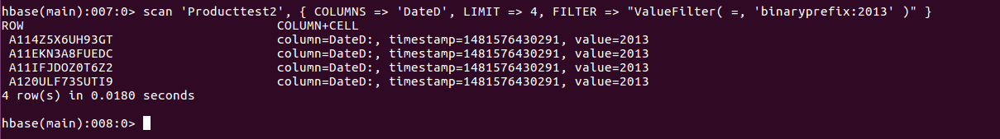 hbase(main):007:0> scan 'Producttest2', { COLUMNS => 'DateD', LIMIT => 4, FILTER => "ValueFilter( =, 'binaryprefix:2013' )" }
ROW COLUMN+CELL
A114Z5X6UH93GT column=DateD:, timestamp=1481576430291, value=2013
A11EKN3A8FUEDC column=DateD:, timestamp=1481576430291, value=2013
A11IFJDOZ0T6Z2 column=DateD:, timestamp=1481576430291, value=2013
A120ULF73SUTI9 column=DateD:, timestamp=1481576430291, value=2013
4 row(s) in 0.0180 seconds
hbase(main):008:0>